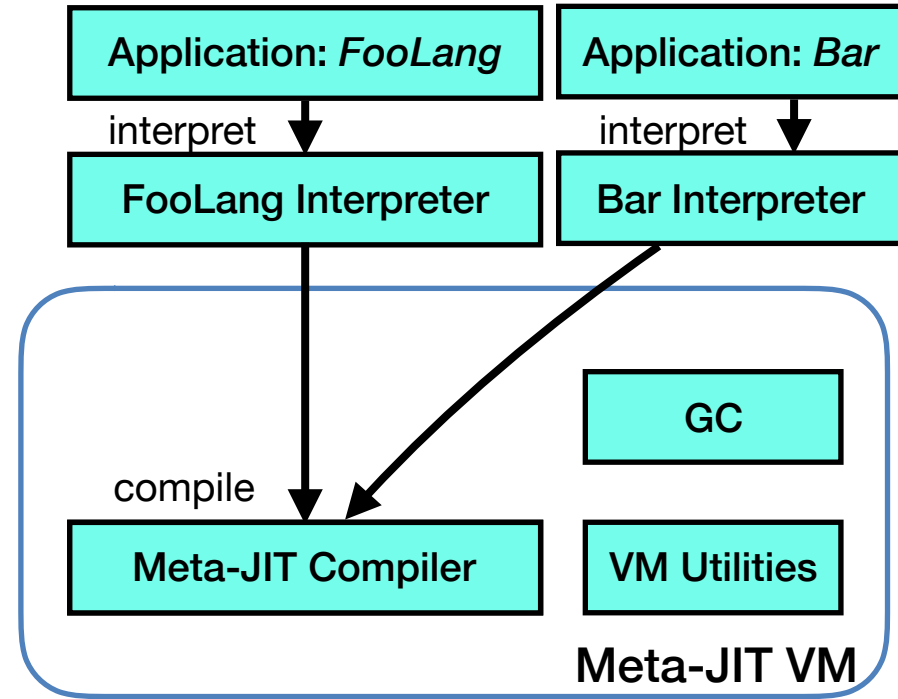 Application: FooLang
Application: Bar
interpret
interpret
FooLang Interpreter
Bar Interpreter
GC
compile
Meta-JIT Compiler
VM Utilities
Meta-JIT VM